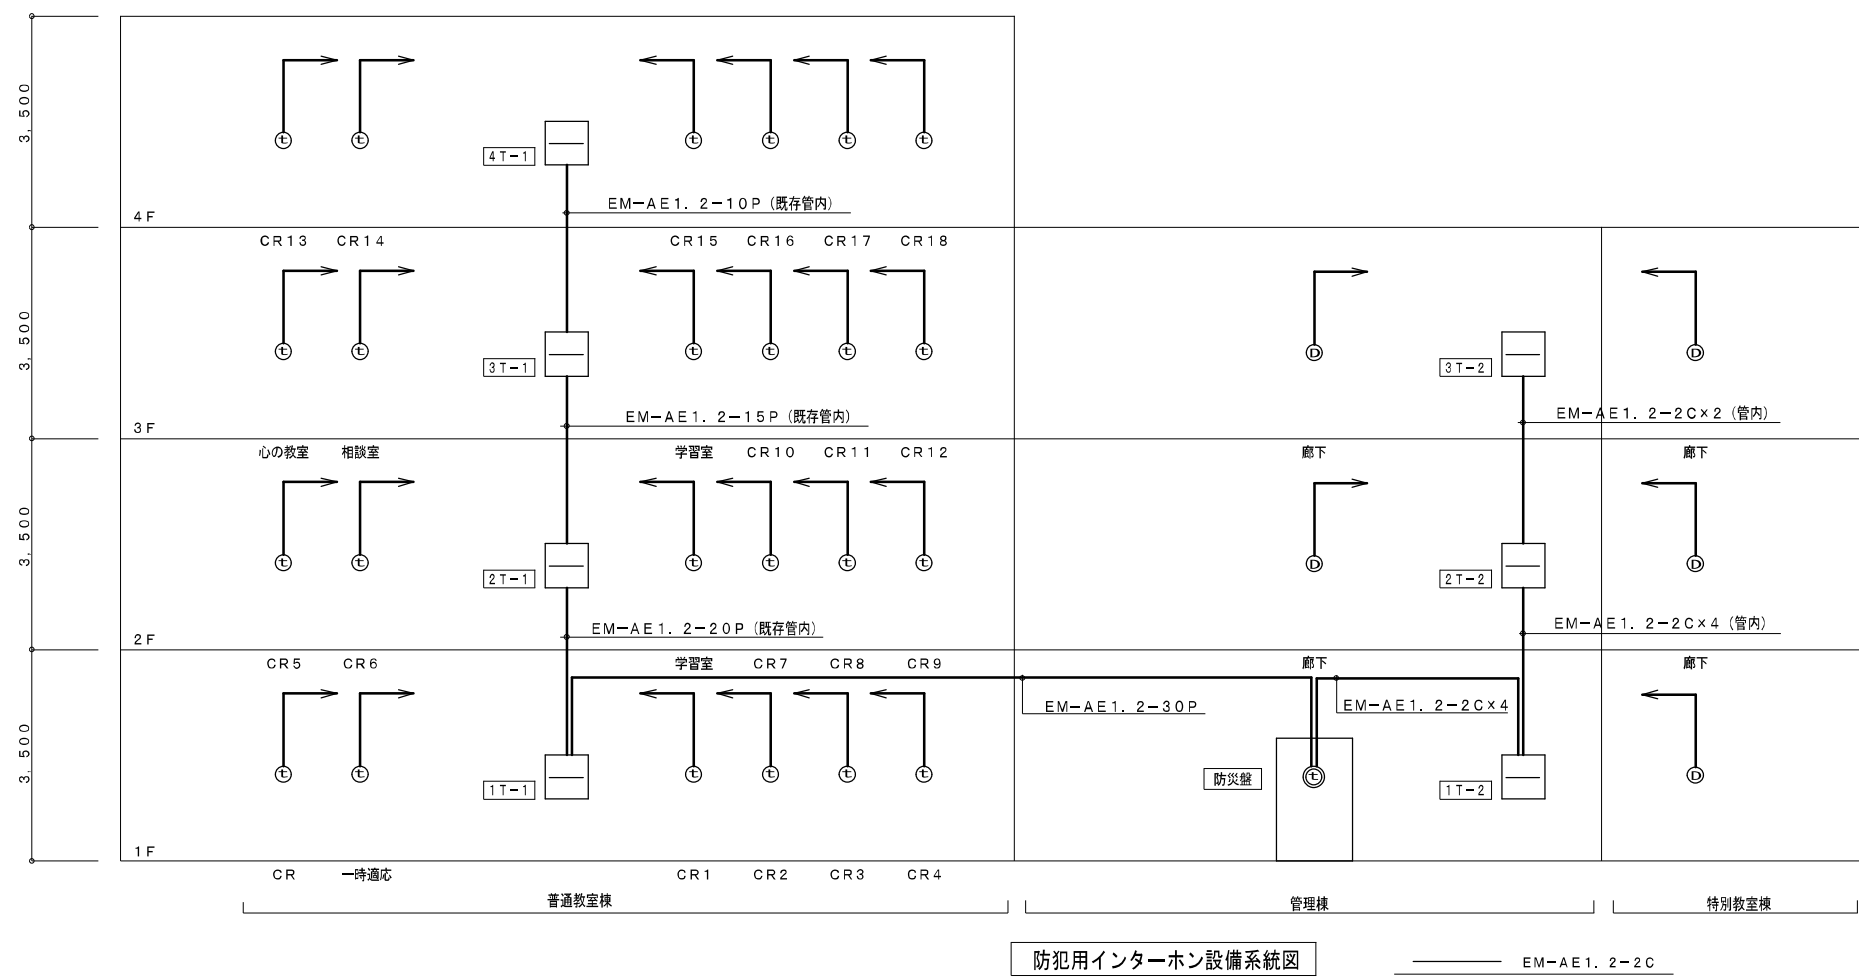 3,500
t t t t t t
4T-1
EM-AE1.2-10P(既存管内)
4F
CR13 CR14 CR15 CR16 CR17 CR18
3,500
t t t t t t D D
3T-1 3T-2
EM-AE1.2-15P(既存管内) EM-AE1.2-2C×2(管内)
3F
心の教室 相談室 学習室 CR10 CR11 CR12 廊下 廊下
3,500
t t t t t t D D
2T-1 2T-2
EM-AE1.2-20P(既存管内) EM-AE1.2-2C×4(管内)
2F
CR5 CR6 学習室 CR7 CR8 CR9 廊下 廊下
EM-AE1.2-30P EM-AE1.2-2C×4
3,500
t t t t t t 防災盤 t D
1T-1 1T-2
1F
CR 一時適応 CR1 CR2 CR3 CR4
普通教室棟 管理棟 特別教室棟
防犯用インターホン設備系統図 EM-AE1.2-2C